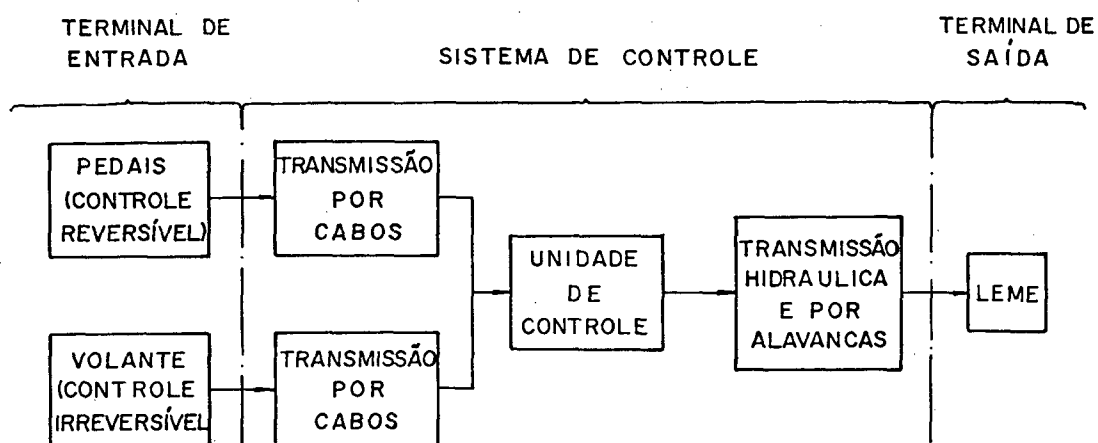 TERMINAL DE
ENTRADA
SISTEMA DE CONTROLE
TERMINAL DE
SAÍDA
PEDAIS
(CONTROLE
REVERSÍVEL)
TRANSMISSÃO
POR
CABOS
UNIDADE
DE
CONTROLE
TRANSMISSÃO
HIDRAULICA
E POR
ALAVANCAS
LEME
VOLANTE
(CONTROLE
IRREVERSÍVEL
TRANSMISSÃO
POR
CABOS